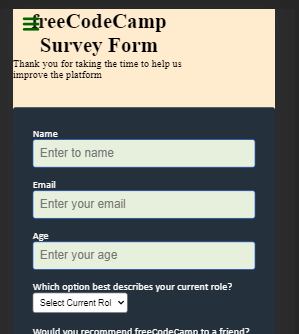 freeCodeCamp
Survey Form
Thank you for taking the time to help us
improve the platform
Name
Enter to name
Email
Enter your email
Age
Enter your age
Which option best describes your current role?
Select Current Rol
Would you recommend freeCodeCamp to a friend?